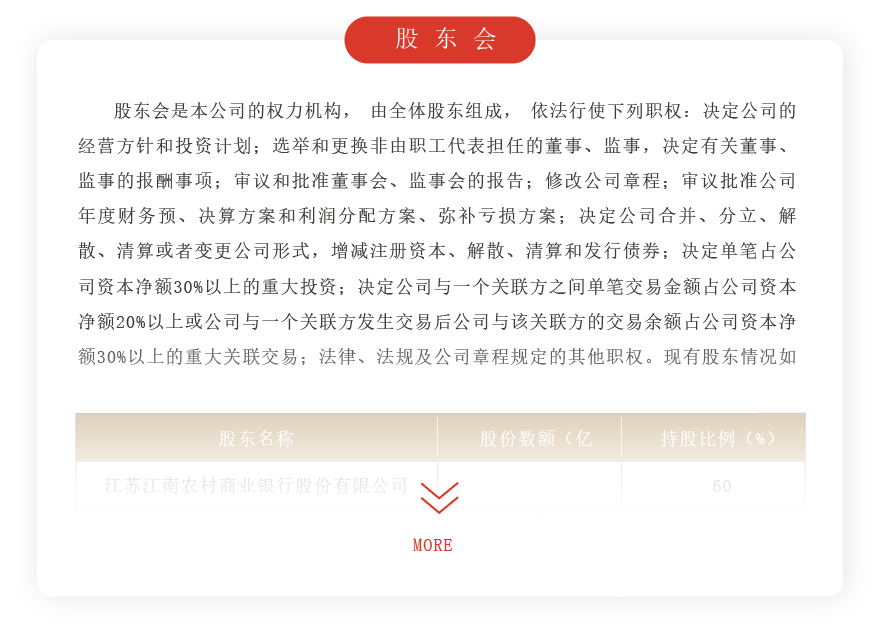 股东会
股东会是本公司的权力机构， 由全体股东组成， 依法行使下列职权：决定公司的
经营方针和投资计划；选举和更换非由职工代表担任的董事、监事，决定有关董事、
监事的报酬事项；审议和批准董事会、监事会的报告；修改公司章程；审议批准公司
年度财务预、决算方案和利润分配方案、弥补亏损方案；决定公司合并、分立、解
散、清算或者变更公司形式，增减注册资本、解散、清算和发行债券；决定单笔占公
司资本净额30%以上的重大投资；决定公司与一个关联方之间单笔交易金额占公司资本
净额20%以上或公司与一个关联方发生交易后公司与该关联方的交易余额占公司资本净
额30%以上的重大关联交易；法律、法规及公司章程规定的其他职权。现有股东情况如
股东名称 股份数额（亿 持股比例（%）
江苏江南农村商业银行股份有限公司 60
MORE